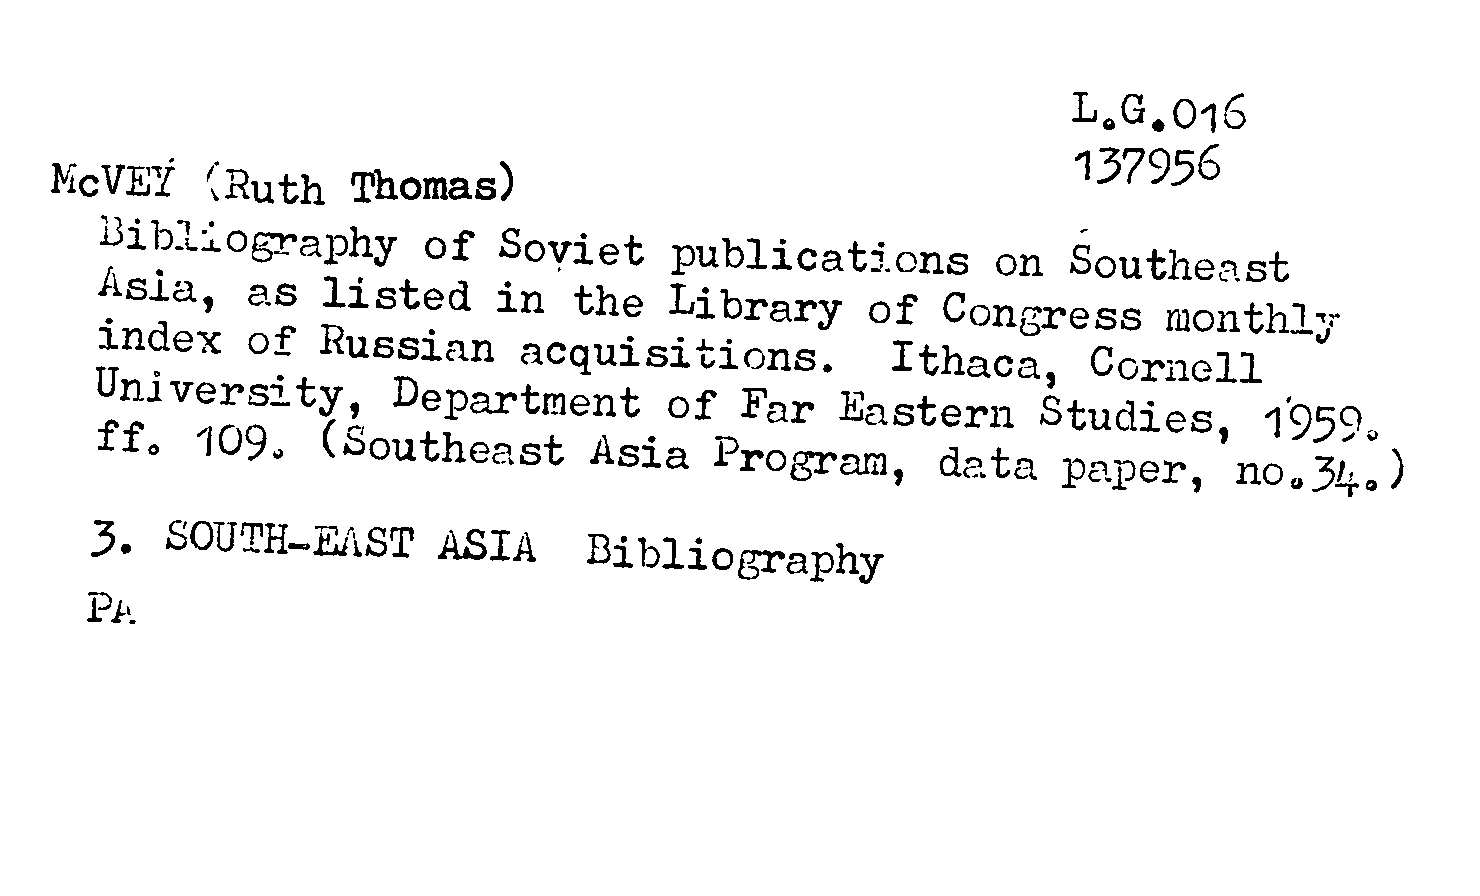 L.G.016
137956
McVEY (Ruth Thomas)
Bibliography of Soviet publications on Southeast
Asia, as listed in the Library of Congress monthly
index of Russian acquisitions. Ithaca, Cornell
University, Department of Far Eastern Studies, 1959.
ff. 109. (Southeast Asia Program, data paper, no.34.)
3. SOUTH-EAST ASIA Bibliography
PA